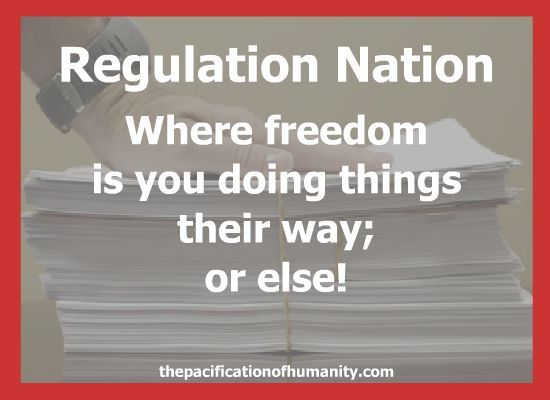 Regulation Nation
Where freedom
is you doing things
their way;
or else!
thepacificationofhumanity.com